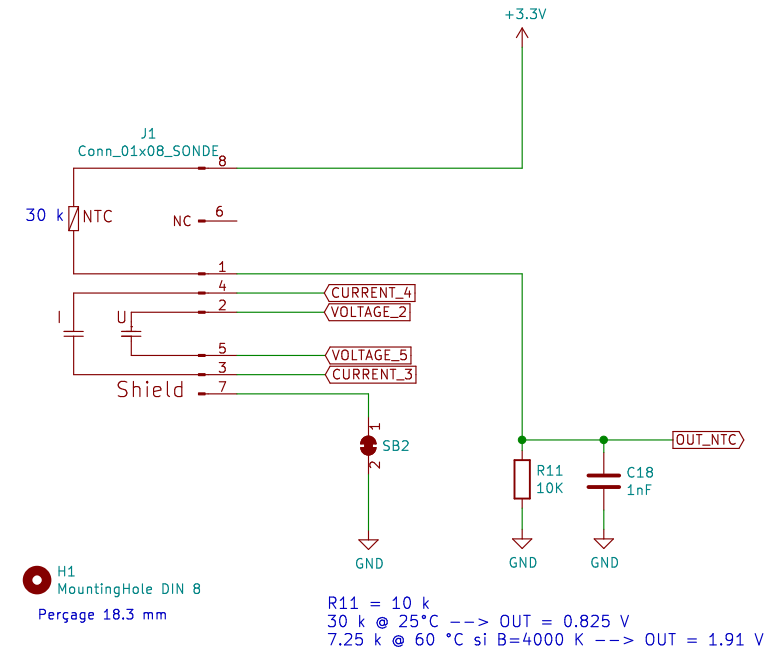 +3.3V
J1
Conn_01x08_SONDE
8
30 k
NTC
NC
6
1
4
CURRENT_4
I
U
2
VOLTAGE_2
5
VOLTAGE_5
3
CURRENT_3
Shield
7
1
SB2
2
OUT_NTC
R11
10K
C18
1nF
GND
GND
GND
H1
MountingHole DIN 8
Perçage 18.3 mm
R11 = 10 k
30 k @ 25°C --> OUT = 0.825 V
7.25 k @ 60 °C si B=4000 K --> OUT = 1.91 V